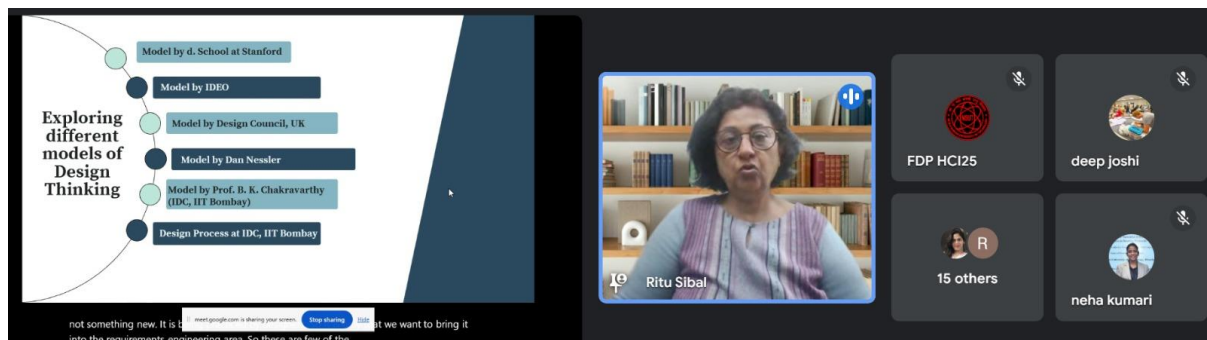 Exploring
different
models of
Design
Thinking
Model by d. School at Stanford
Model by IDEO
Model by Design Council, UK
Model by Dan Nessler
Model by Prof. B. K. Chakravarthy
(IDC, IIT Bombay)
Design Process at IDC, IIT Bombay
not something new. It is b
meet.google.com is sharing your screen. Stop sharing Hide
at we want to bring it
into the requirements engineering area. So these are few of the
Ritu Sibal
FDP HCI25
deep joshi
R
15 others
neha kumari